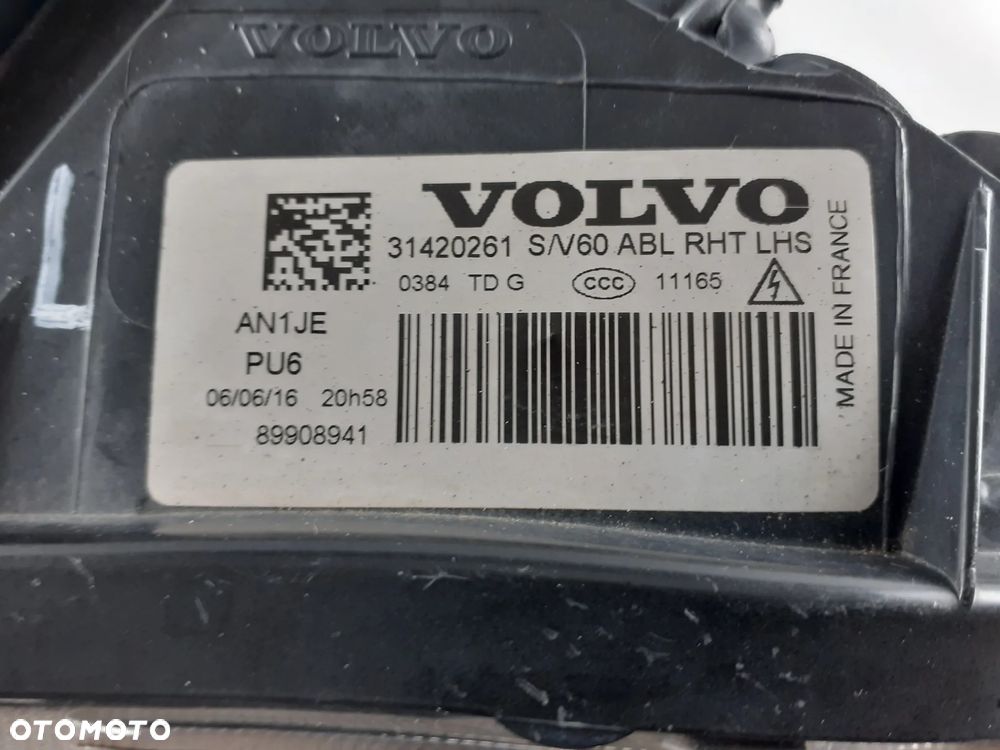 VOLVO
VOLVO
31420261 S/V60 ABL RHT LHS
0384 TD G CCC 11165
AN1JE
PU6
06/06/16 20h58
89908941
MADE IN FRANCE
L
OTOMOTO